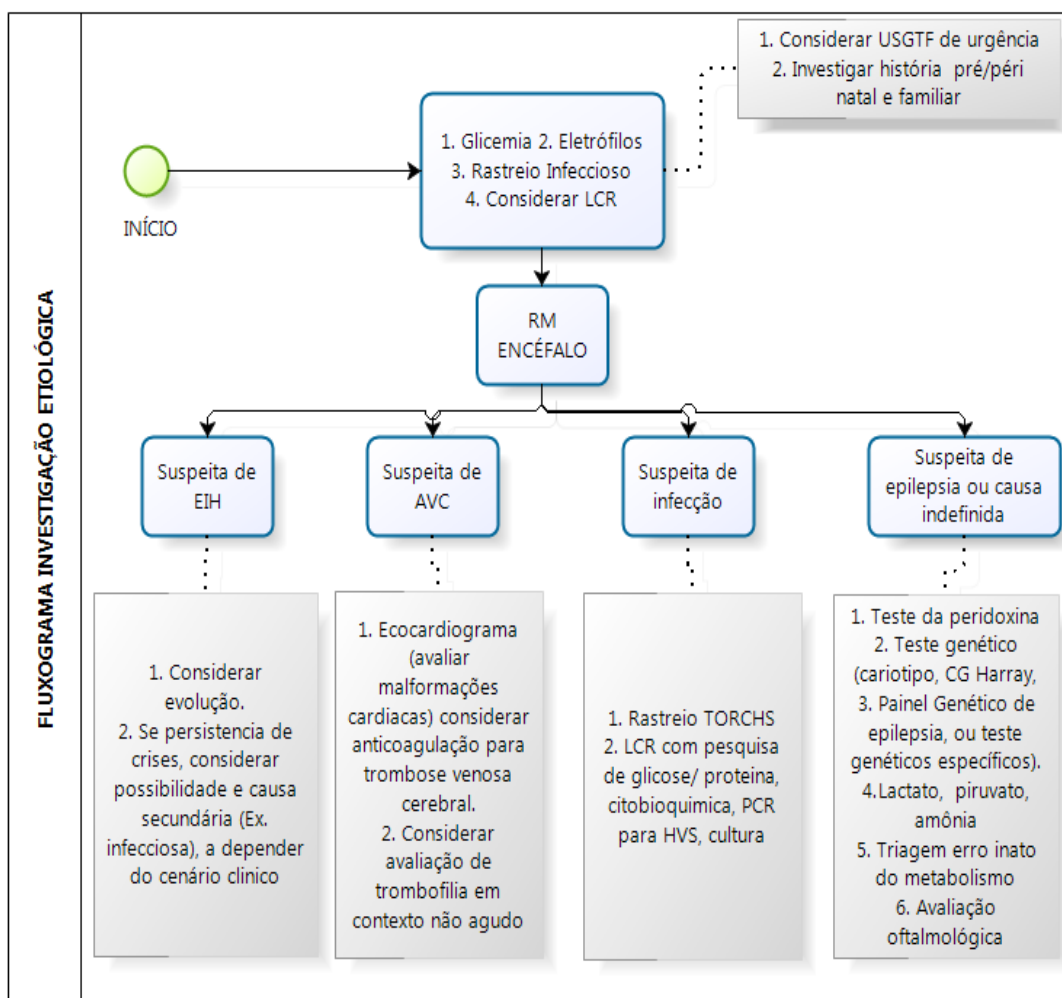 FLUXOGRAMA INVESTIGAÇÃO ETIOLÓGICA
1. Considerar USGTF de urgência
2. Investigar história pré/péri
natal e familiar
1. Glicemia 2. Eletrófilos
3. Rastreio Infeccioso
4. Considerar LCR
INÍCIO
RM
ENCÉFALO
Suspeita de
EIH
Suspeita de
AVC
Suspeita de
infecção
Suspeita de
epilepsia ou causa
indefinida
1. Considerar
evolução.
2. Se persistencia de
crises, considerar
possibilidade e causa
secundária (Ex.
infecciosa), a depender
do cenário clinico
1. Ecocardiograma
(avaliar
malformações
cardiacas) considerar
anticoagulação para
trombose venosa
cerebral.
2. Considerar
avaliação de
trombofilia em
contexto não agudo
1. Rastreio TORCHS
2. LCR com pesquisa
de glicose/ proteina,
citobioquimica, PCR
para HVS, cultura
1. Teste da peridoxina
2. Teste genético
(cariotipo, CG Harray,
3. Painel Genético de
epilepsia, ou teste
genéticos específicos).
4.Lactato, piruvato,
amônia
5. Triagem erro inato
do metabolismo
6. Avaliação
oftalmológica